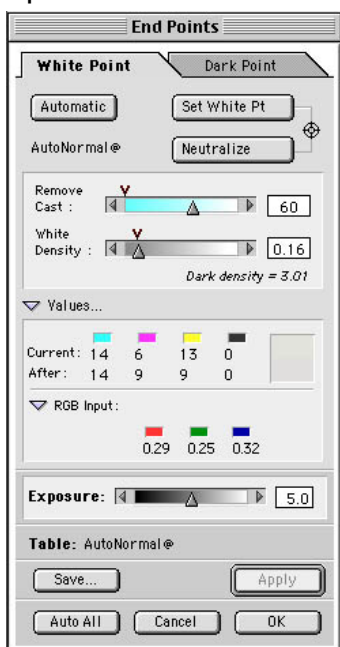 End Points
White Point Dark Point
Automatic Set White Pt
AutoNormal@ Neutralize
Remove
Cast : 60
White
Density : 0.16
Dark density = 3.01
Values...
Current: 14 6 13 0
After: 14 9 9 0
RGB Input:
0.29 0.25 0.32
Exposure: 5.0
Table: AutoNormal@
Save... Apply
Auto All Cancel OK